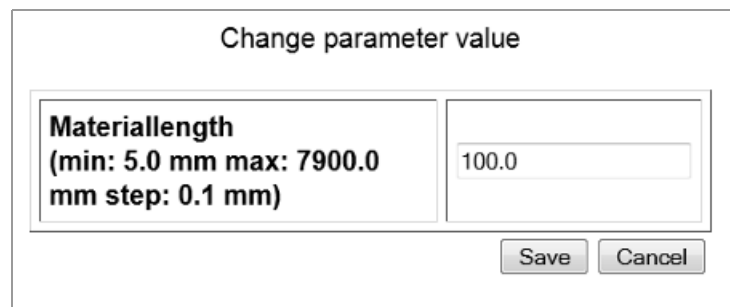 Change parameter value
Materiallength
(min: 5.0 mm max: 7900.0
mm step: 0.1 mm)
100.0
Save Cancel